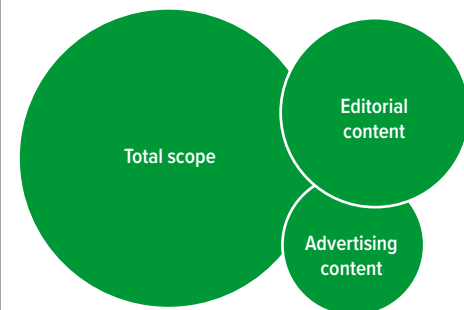 Total scope
Editorial
content
Advertising
content